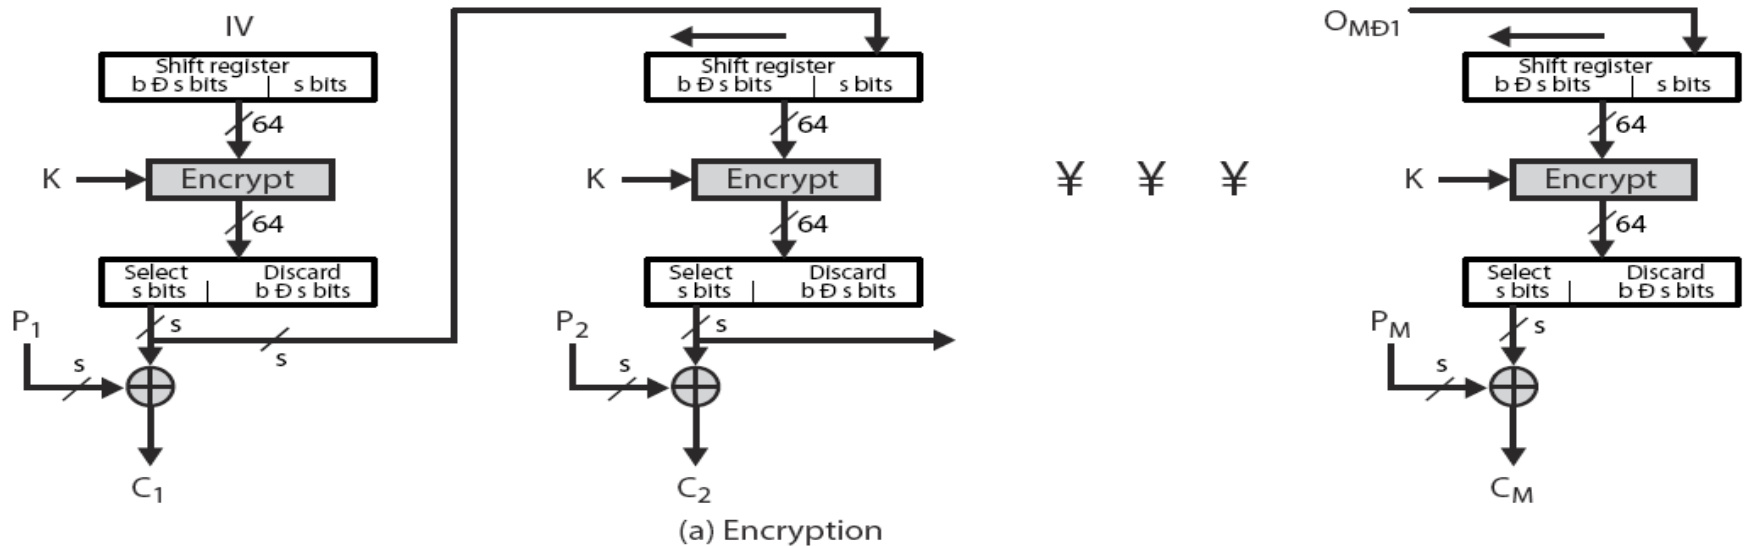 IV
Shift register
b Đ s bits | s bits
64
K
Encrypt
64
Select
s bits
Discard
b Đ s bits
P1
s
s
s
C1
Shift register
b Đ s bits | s bits
64
K
Encrypt
64
Select
s bits
Discard
b Đ s bits
P2
s
s
C2
¥ ¥ ¥
OMĐ1
Shift register
b Đ s bits | s bits
64
K
Encrypt
64
Select
s bits
Discard
b Đ s bits
PM
s
s
CM
(a) Encryption